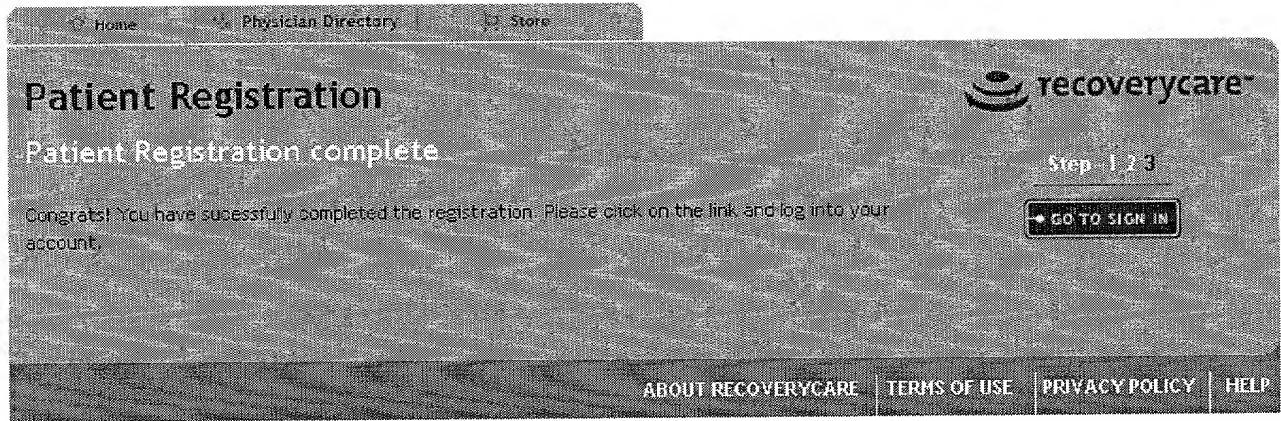 Home Physician Directory Store
Patient Registration
recoverycare™
Patient Registration complete
Step 1 2 3
Congrats! You have sucessfully completed the registration. Please click on the link and log into your
account.
GO TO SIGN IN
ABOUT RECOVERYCARE TERMS OF USE PRIVACY POLICY HELP